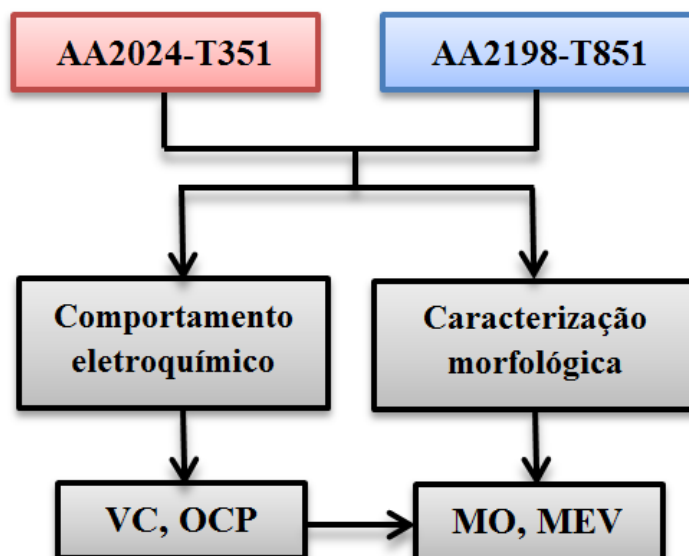 AA2024-T351
AA2198-T851
Comportamento
eletroquímico
Caracterização
morfológica
VC, OCP
MO, MEV